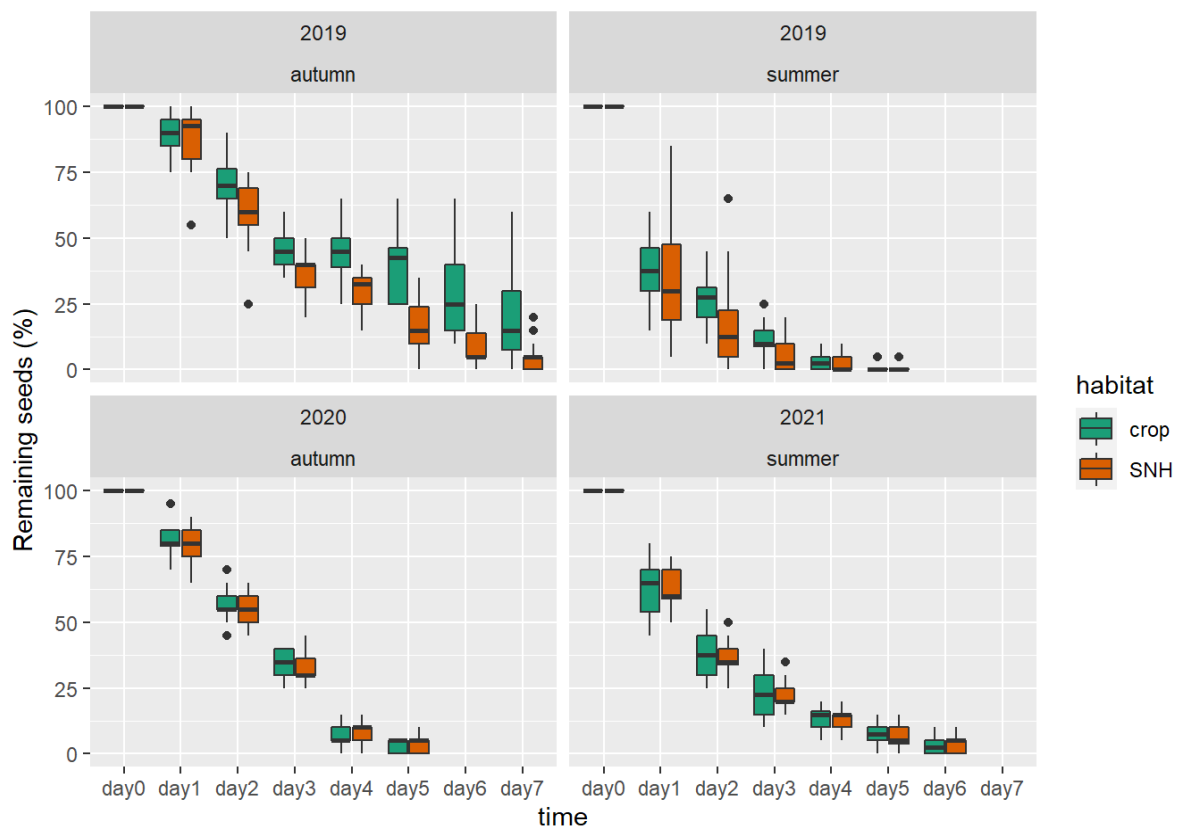 2019
autumn
2019
summer
100
75
50
25
0
2020
autumn
2021
summer
100
75
50
25
0
day0 day1 day2 day3 day4 day5 day6 day7
day0 day1 day2 day3 day4 day5 day6 day7
time
Remaining seeds (%)
habitat
crop
SNH